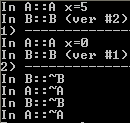 In A::A x=5
In B::B (ver #2)
1) --------------
In A::A x=0
In B::B (ver #1)
2) --------------
In B::~B
In A::~A
In B::~B
In A::~A